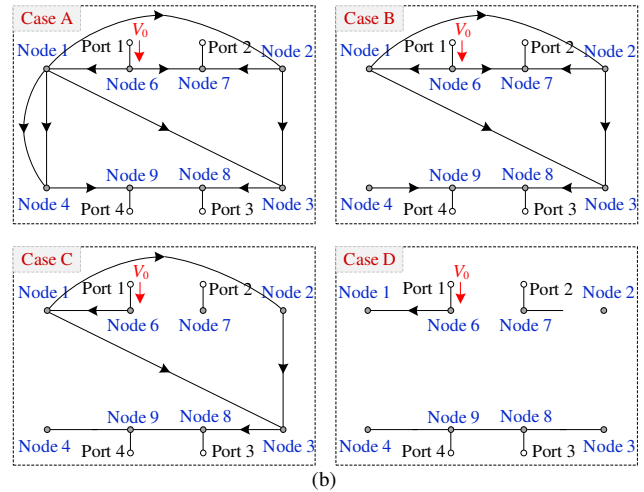 Case A
Case B
Node 1
Port 1
V0
Port 2
Node 2
Node 6
Node 7
Node 9
Node 8
Node 4
Port 4
Port 3
Node 3
Node 1
Port 1
V0
Port 2
Node 2
Node 6
Node 7
Node 9
Node 8
Node 4
Port 4
Port 3
Node 3
Case C
Case D
Node 1
Port 1
V0
Port 2
Node 2
Node 6
Node 7
Node 9
Node 8
Node 4
Port 4
Port 3
Node 3
Node 1
Port 1
V0
Port 2
Node 2
Node 6
Node 7
Node 9
Node 8
Node 4
Port 4
Port 3
Node 3
(b)